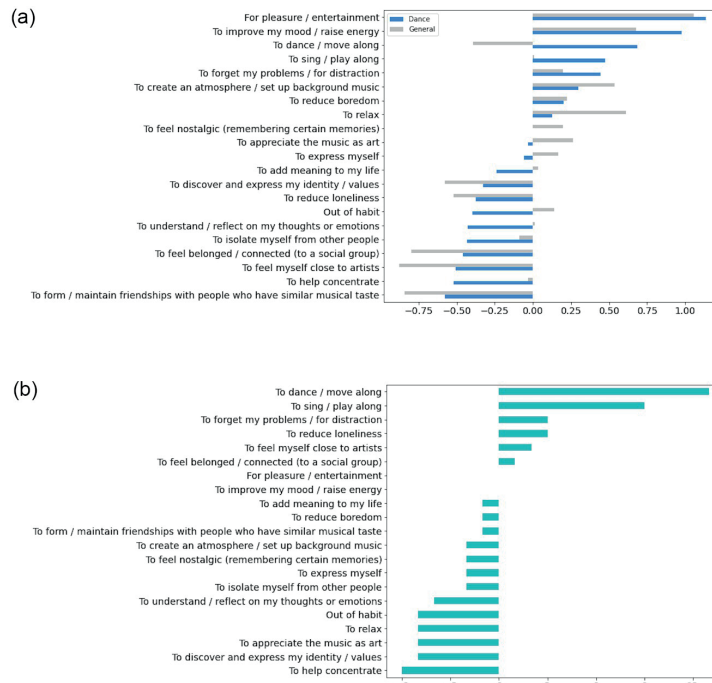 (a)
For pleasure / entertainment
To improve my mood / raise energy
To dance / move along
To sing / play along
To forget my problems / for distraction
To create an atmosphere / set up background music
To reduce boredom
To relax
To feel nostalgic (remembering certain memories)
To appreciate the music as art
To express myself
To add meaning to my life
To discover and express my identity / values
To reduce loneliness
Out of habit
To understand / reflect on my thoughts or emotions
To isolate myself from other people
To feel belonged / connected (to a social group)
To feel myself close to artists
To help concentrate
To form / maintain friendships with people who have similar musical taste
Dance
General
−0.75 −0.50 −0.25 0.00 0.25 0.50 0.75 1.00
(b)
To dance / move along
To sing / play along
To forget my problems / for distraction
To reduce loneliness
To feel myself close to artists
To feel belonged / connected (to a social group)
For pleasure / entertainment
To improve my mood / raise energy
To add meaning to my life
To reduce boredom
To form / maintain friendships with people who have similar musical taste
To create an atmosphere / set up background music
To feel nostalgic (remembering certain memories)
To express myself
To isolate myself from other people
To understand / reflect on my thoughts or emotions
Out of habit
To relax
To appreciate the music as art
To discover and express my identity / values
To help concentrate